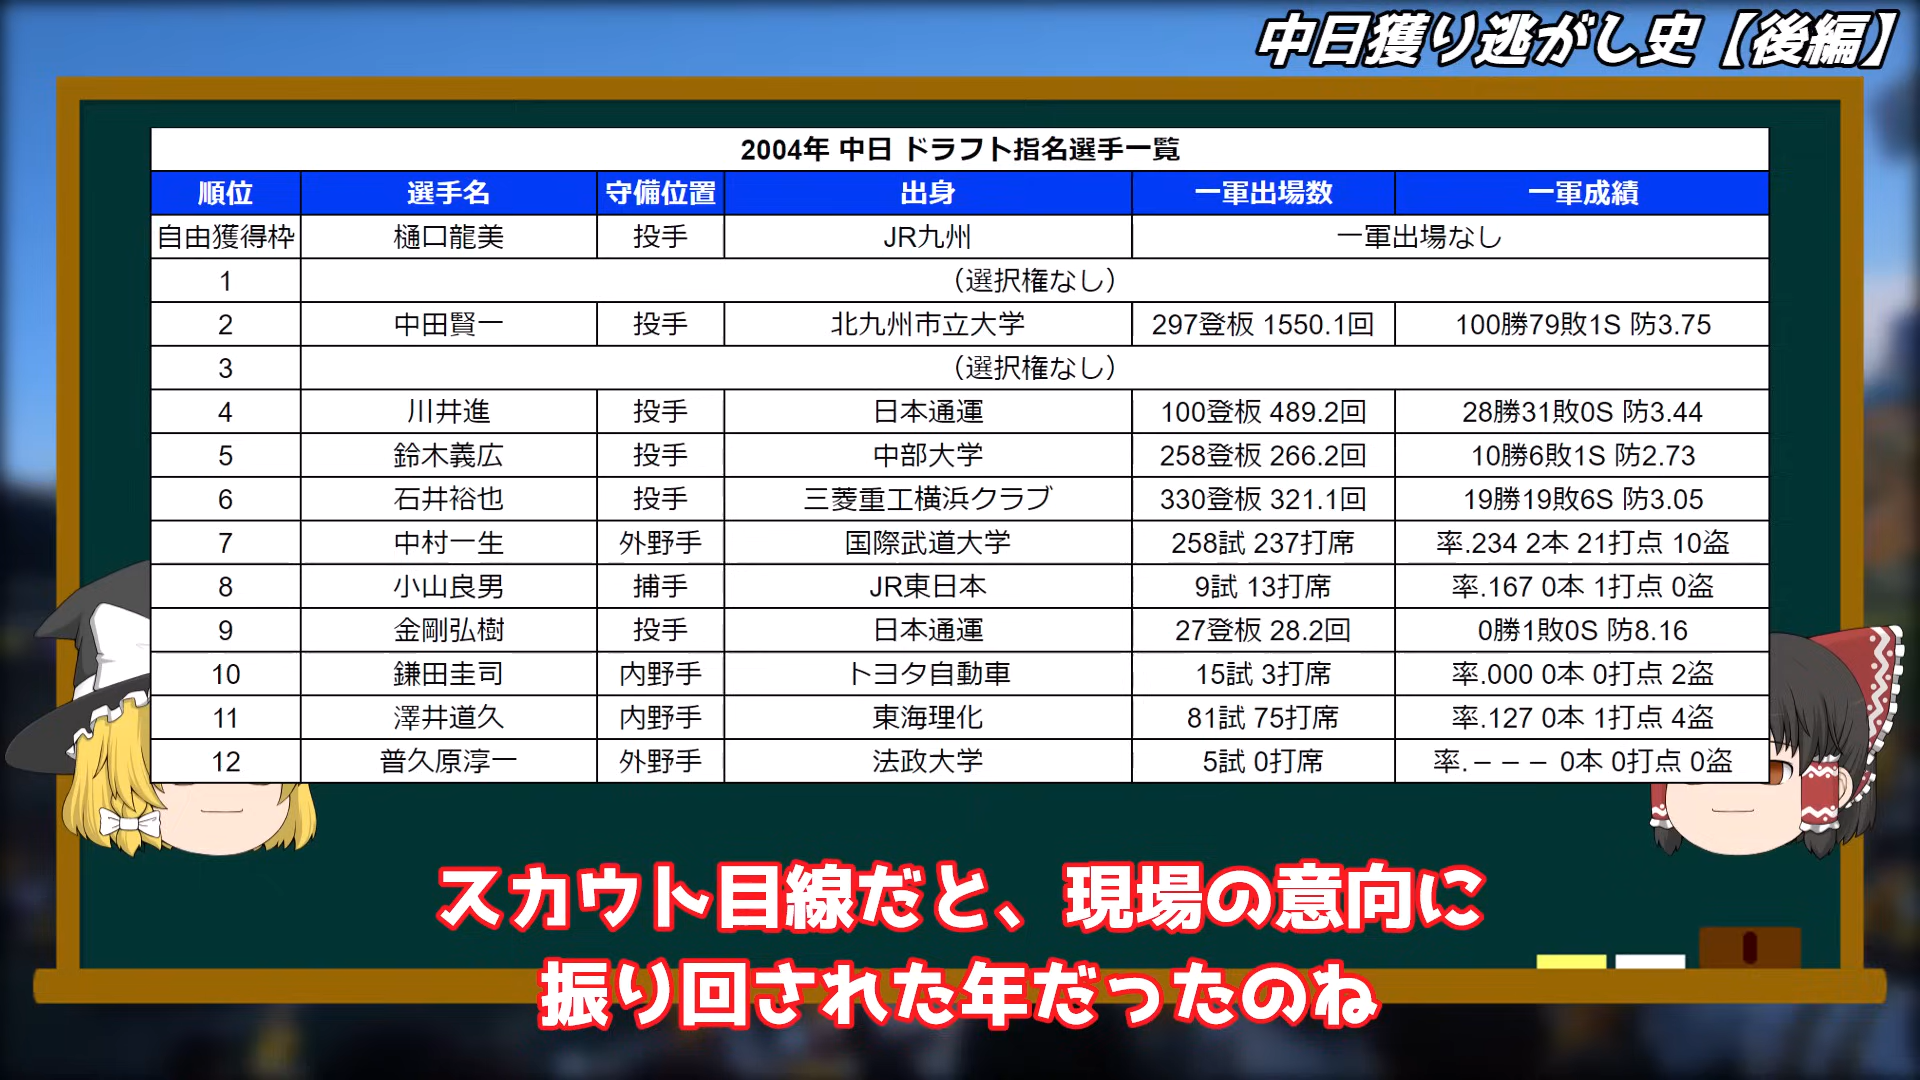 中日獲り逃がし史【後編】
2004年 中日 ドラフト指名選手一覧
順位 選手名 守備位置 出身 一軍出場数 一軍成績
自由獲得枠 樋口龍美 投手 JR九州 一軍出場なし
1 （選択権なし）
2 中田賢一 投手 北九州市立大学 297登板 1550.1回 100勝79敗1S 防3.75
3 （選択権なし）
4 川井進 投手 日本通運 100登板 489.2回 28勝31敗0S 防3.44
5 鈴木義広 投手 中部大学 258登板 266.2回 10勝6敗1S 防2.73
6 石井裕也 投手 三菱重工横浜クラブ 330登板 321.1回 19勝19敗6S 防3.05
7 中村一生 外野手 国際武道大学 258試 237打席 率.234 2本 21打点 10盗
8 小山良男 捕手 JR東日本 9試 13打席 率.167 0本 1打点 0盗
9 金剛弘樹 投手 日本通運 27登板 28.2回 0勝1敗0S 防8.16
10 鎌田圭司 内野手 トヨタ自動車 15試 3打席 率.000 0本 0打点 2盗
11 澤井道久 内野手 東海理化 81試 75打席 率.127 0本 1打点 4盗
12 普久原淳一 外野手 法政大学 5試 0打席 率.－－－ 0本 0打点 0盗
スカウト目線だと、現場の意向に
振り回された年だったのね